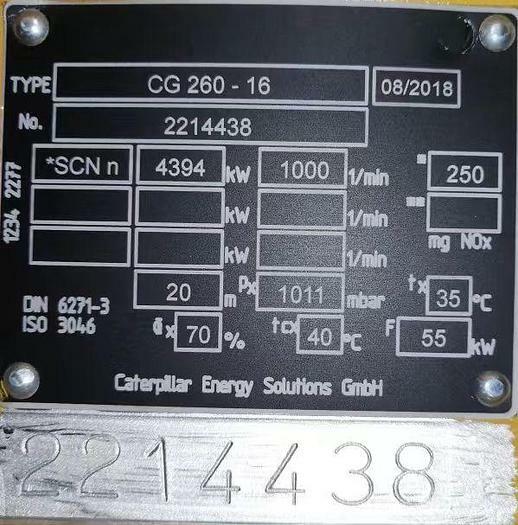 TYPE CG 260 - 16 08/2018
No. 2214438
*SCN n 4394 kW 1000 1/min * 250
kW 1/min ** 
kW 1/min mg NOx
1234 2277
20 m px 1011 mbar tx 35 °C
DIN 6271-3
ISO 3046
φx 70 % tcx 40 °C F 55 kW
Caterpillar Energy Solutions GmbH
2214438